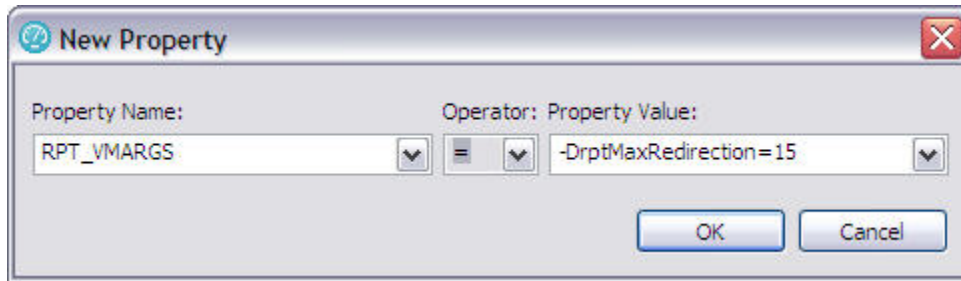 New Property
Property Name: Operator: Property Value:
RPT_VMARGS = -DrptMaxRedirection=15
OK Cancel